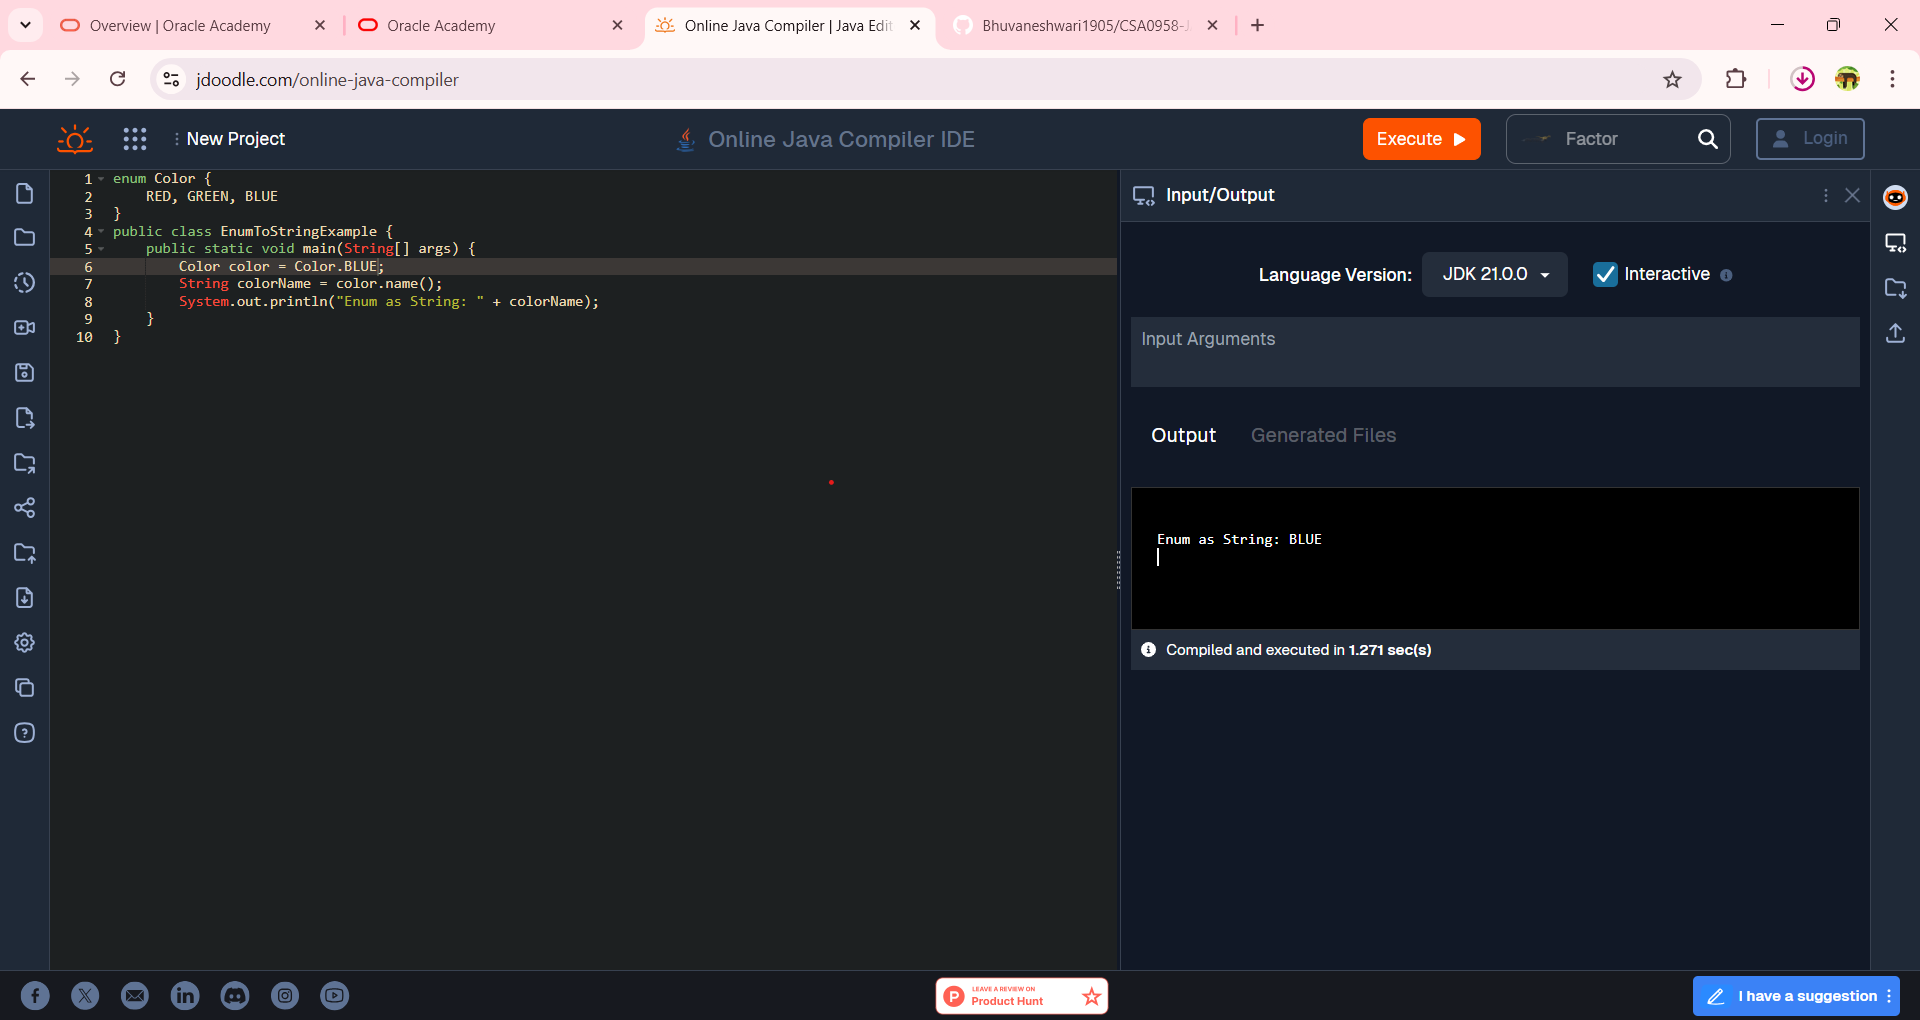 Overview | Oracle Academy
Oracle Academy
Online Java Compiler | Java Edit
Bhuvaneshwari1905/CSA0958-J
jdoodle.com/online-java-compiler
New Project
Online Java Compiler IDE
Execute
Factor
Login
1 enum Color {
2     RED, GREEN, BLUE
3 }
4 public class EnumToStringExample {
5     public static void main(String[] args) {
6         Color color = Color.BLUE;
7         String colorName = color.name();
8         System.out.println("Enum as String: " + colorName);
9     }
10 }
Input/Output
Language Version: JDK 21.0.0 Interactive
Input Arguments
Output Generated Files
Enum as String: BLUE
Compiled and executed in 1.271 sec(s)
LEAVE A REVIEW ON
Product Hunt
I have a suggestion